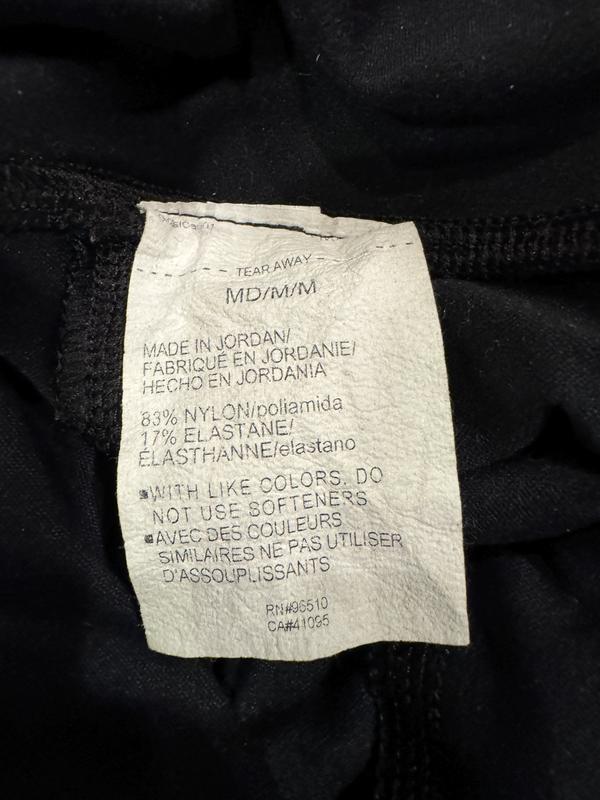 TEAR AWAY
MD/M/M
MADE IN JORDAN/
FABRIQUÉ EN JORDANIE/
HECHO EN JORDANIA
83% NYLON/poliamida
17% ELASTANE/
ÉLASTHANNE/elastano
▪WITH LIKE COLORS, DO
NOT USE SOFTENERS
▪AVEC DES COULEURS
SIMILAIRES NE PAS UTILISER
D'ASSOUPLISSANTS
RN#96510
CA#41095